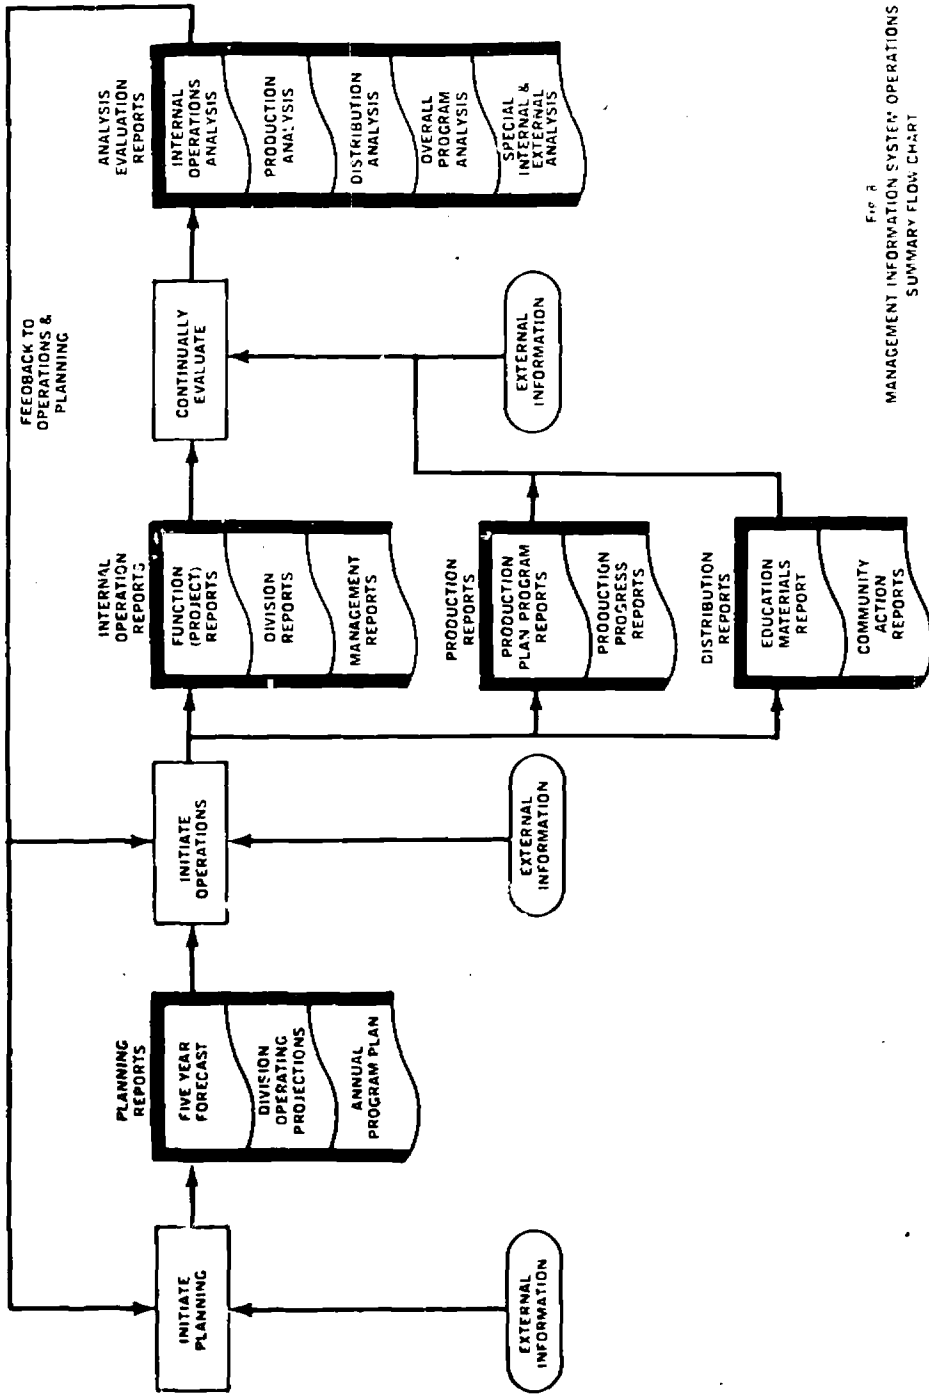 FEEDBACK TO
OPERATIONS &
PLANNING
INITIATE
PLANNING
EXTERNAL
INFORMATION
PLANNING
REPORTS
FIVE YEAR
FORECAST
DIVISION
OPERATING
PROJECTIONS
ANNUAL
PROGRAM PLAN
INITIATE
OPERATIONS
EXTERNAL
INFORMATION
INTERNAL
OPERATION
REPORTS
FUNCTION
(PROJECT)
REPORTS
DIVISION
REPORTS
MANAGEMENT
REPORTS
PRODUCTION
REPORTS
PRODUCTION
PLAN PROGRAM
REPORTS
PRODUCTION
PROGRESS
REPORTS
DISTRIBUTION
REPORTS
EDUCATION
MATERIALS
REPORT
COMMUNITY
ACTION
REPORTS
CONTINUALLY
EVALUATE
EXTERNAL
INFORMATION
ANALYSIS
EVALUATION
REPORTS
INTERNAL
OPERATIONS
ANALYSIS
PRODUCTION
ANALYSIS
DISTRIBUTION
ANALYSIS
OVERALL
PROGRAM
ANALYSIS
SPECIAL
INTERNAL &
EXTERNAL
ANALYSIS
MANAGEMENT INFORMATION SYSTEM OPERATIONS
SUMMARY FLOW CHART